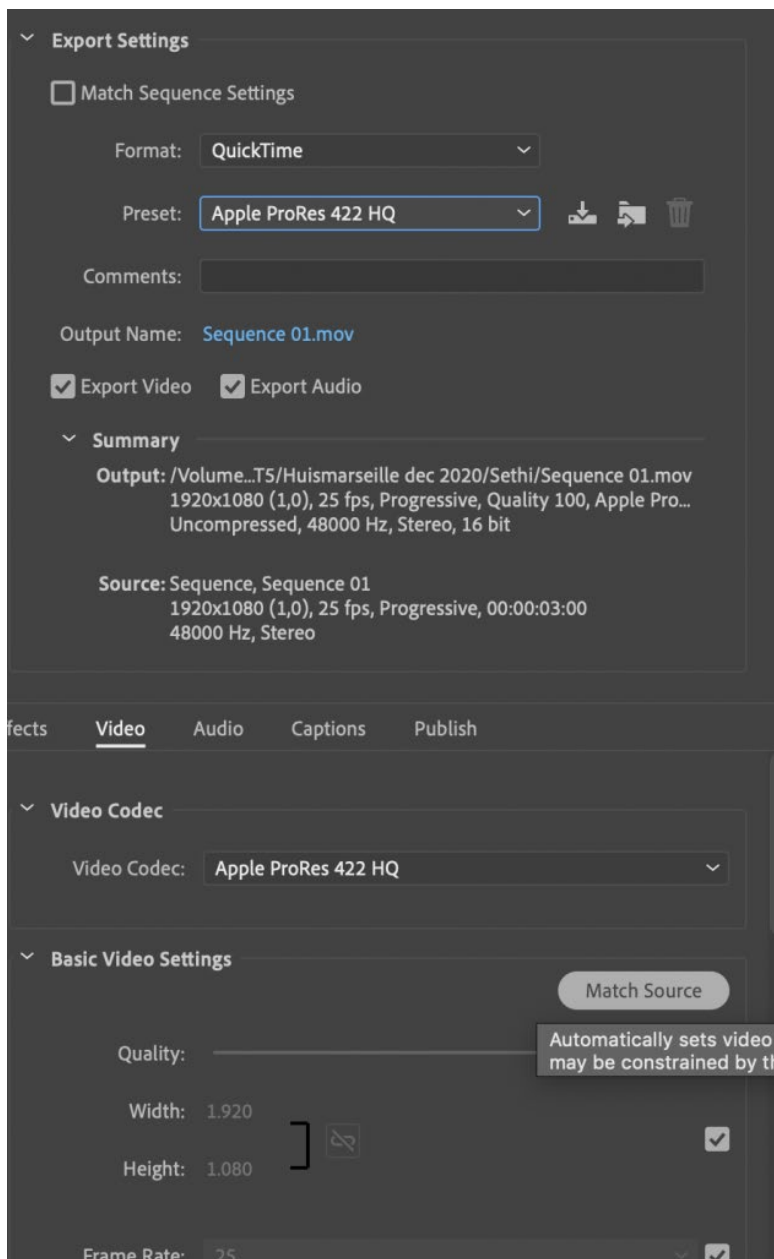 Export Settings
Match Sequence Settings
Format: QuickTime
Preset: Apple ProRes 422 HQ
Comments:
Output Name: Sequence 01.mov
Export Video Export Audio
Summary
Output: /Volume...T5/Huismarseille dec 2020/Sethi/Sequence 01.mov
1920x1080 (1,0), 25 fps, Progressive, Quality 100, Apple Pro...
Uncompressed, 48000 Hz, Stereo, 16 bit
Source: Sequence, Sequence 01
1920x1080 (1,0), 25 fps, Progressive, 00:00:03:00
48000 Hz, Stereo
fects Video Audio Captions Publish
Video Codec
Video Codec: Apple ProRes 422 HQ
Basic Video Settings
Match Source
Automatically sets video
may be constrained by th
Quality:
Width: 1.920
Height: 1.080
Frame Rate: 25